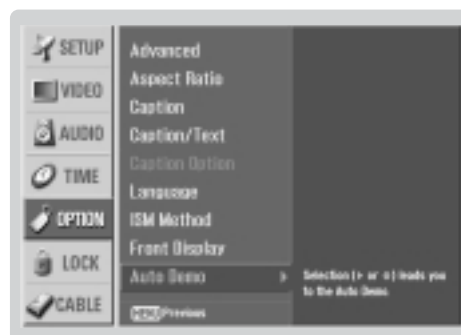 SETUP
VIDEO
AUDIO
TIME
OPTION
LOCK
CABLE
Advanced
Aspect Ratio
Caption
Caption/Text
Caption Option
Language
ISM Method
Front Display
Auto Demo
MENU Previous
Selection (▶ or ⊙) leads you
to the Auto Demo.